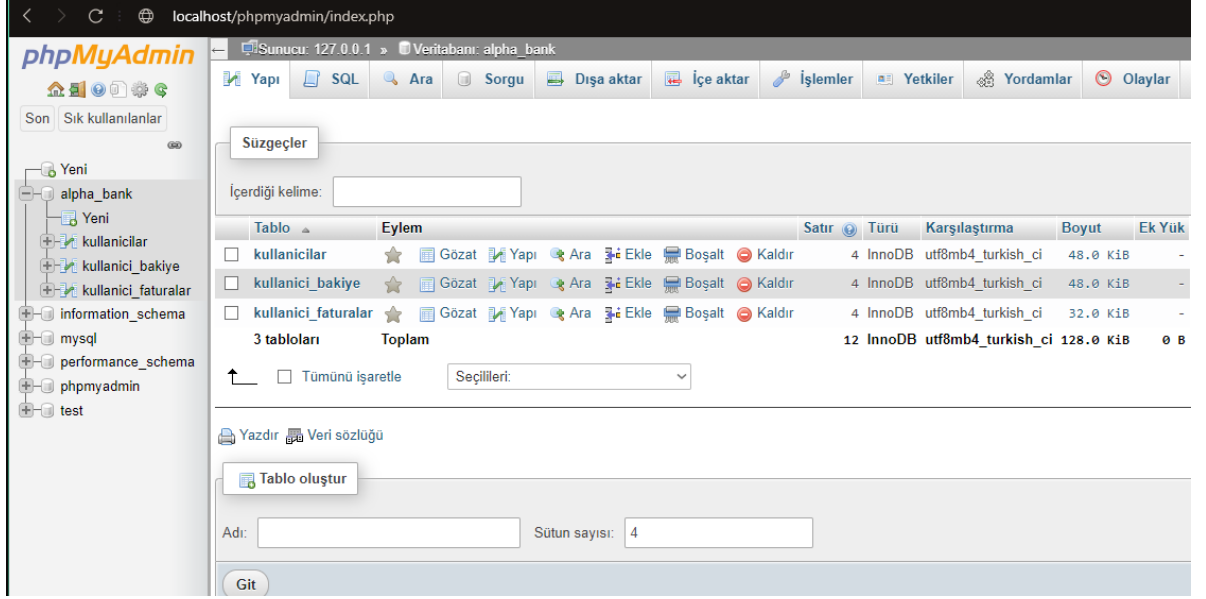 localhost/phpmyadmin/index.php
phpMyAdmin
Son Sık kullanılanlar
Yeni
alpha_bank
Yeni
kullanicilar
kullanici_bakiye
kullanici_faturalar
information_schema
mysql
performance_schema
phpmyadmin
test
Sunucu: 127.0.0.1 » Veritabanı: alpha_bank
Yapı SQL Ara Sorgu Dışa aktar İçe aktar İşlemler Yetkiler Yordamlar Olaylar
Süzgeçler
İçerdiği kelime:
Tablo Eylem Satır Türü Karşılaştırma Boyut Ek Yük
kullanicilar Gözat Yapı Ara Ekle Boşalt Kaldır 4 InnoDB utf8mb4_turkish_ci 48.0 KiB -
kullanici_bakiye Gözat Yapı Ara Ekle Boşalt Kaldır 4 InnoDB utf8mb4_turkish_ci 48.0 KiB -
kullanici_faturalar Gözat Yapı Ara Ekle Boşalt Kaldır 4 InnoDB utf8mb4_turkish_ci 32.0 KiB -
3 tabloları Toplam 12 InnoDB utf8mb4_turkish_ci 128.0 KiB 0 B
Tümünü işaretle Seçilileri:
Yazdır Veri sözlüğü
Tablo oluştur
Adı: Sütun sayısı: 4
Git